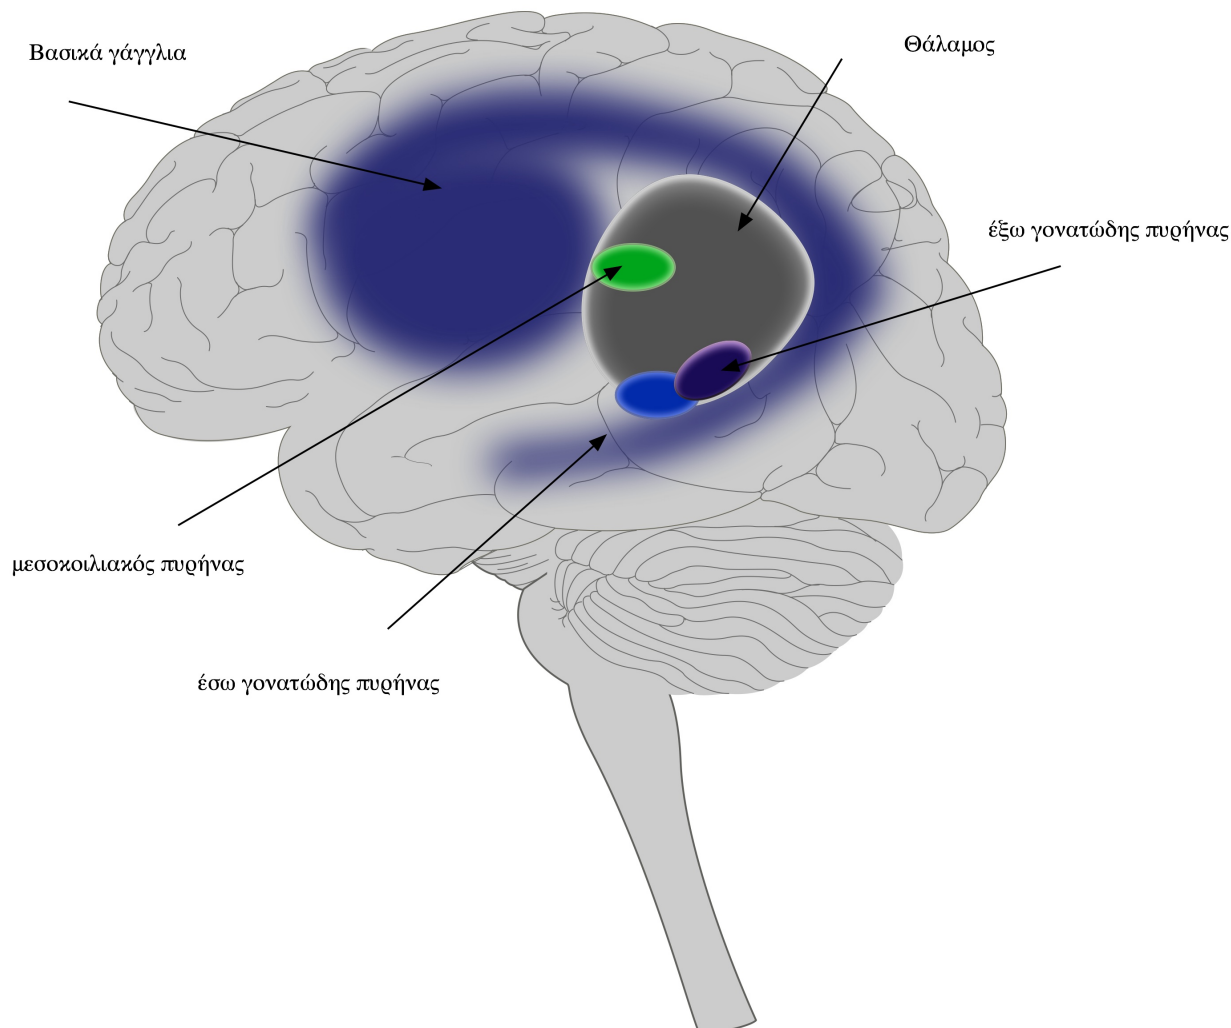 Βασικά γάγγλια
Θάλαμος
έξω γονατώδης πυρήνας
μεσοκοιλιακός πυρήνας
έσω γονατώδης πυρήνας